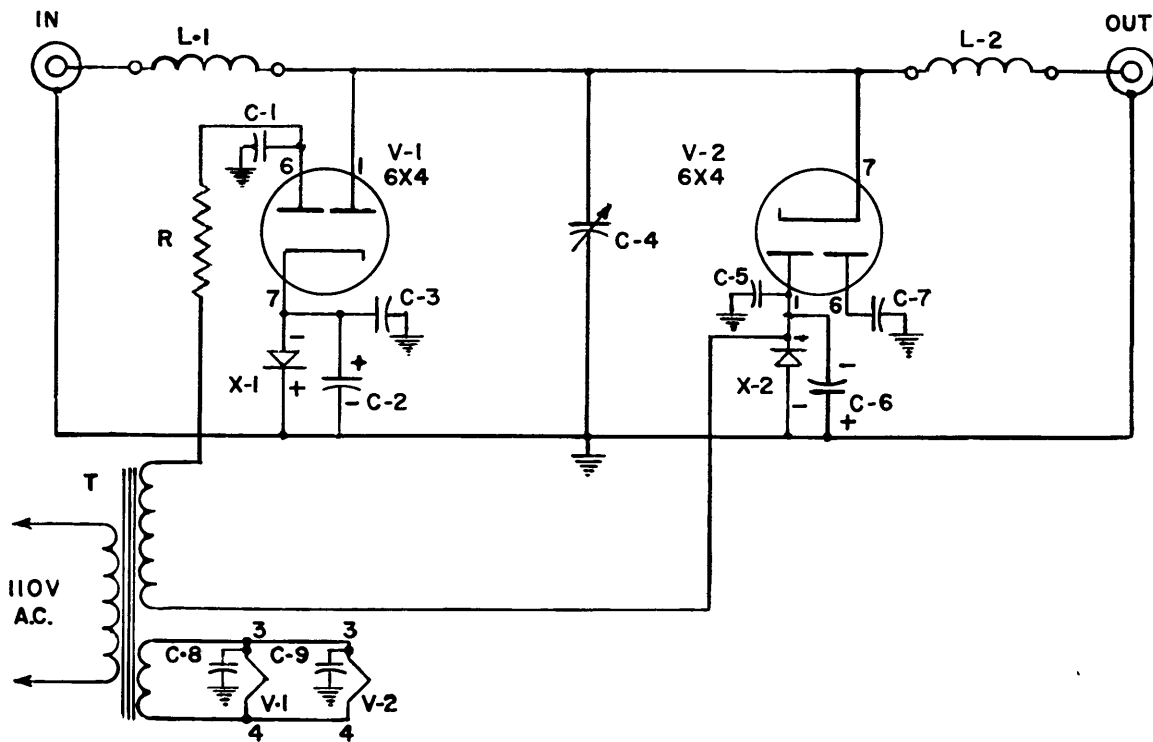 IN
OUT
L-1
L-2
C-1
V-1
6X4
V-2
6X4
6
1
7
R
C-4
C-5
C-3
7
1
6
C-7
-
+
X-1
+
+
-
C-2
X-2
-
-
C-6
+
T
110V
A.C.
3
3
C-8
C-9
V-1
V-2
4
4